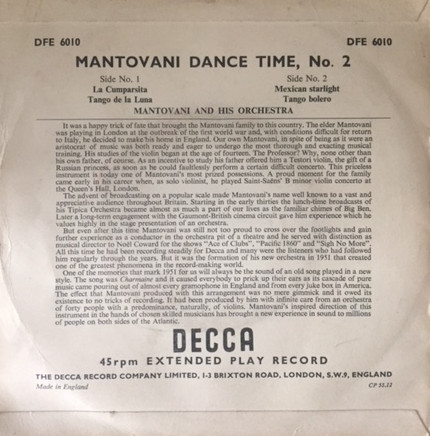 DFE 6010 DFE 6010
MANTOVANI DANCE TIME, No. 2
Side No. 1 Side No. 2
La Cumparsita Mexican starlight
Tango de la Luna Tango bolero
MANTOVANI AND HIS ORCHESTRA
It was a happy trick of fate that brought the Mantovani family to this country. The elder Mantovani
was playing in London at the outbreak of the first world war and, with conditions difficult for return
to Italy, he decided to make his home in England. Our own Mantovani, in spite of being as it were an
aristocrat of music was both ready and eager to undergo the most thorough and exacting musical
training. His studies of the violin began at the age of fourteen. The Professor? Why, none other than
his own father, of course. As an incentive to study his father offered him a Testori violin, the gift of a
Russian princess, as soon as he could faultlessly perform a certain difficult concerto. This priceless
instrument is today one of Mantovani's most prized possessions. A proud moment for the family
came early in his career when, as solo violinist, he played Saint-Saëns' B minor violin concerto at
the Queen's Hall, London.
The advent of broadcasting on a popular scale made Mantovani's name well known to a vast and
appreciative audience throughout Britain. Starting in the early thirties the lunch-time broadcasts of
his Tipica Orchestra became almost as much a part of our lives as the familiar chimes of Big Ben.
Later a long-term engagement with the Gaumont-British cinema circuit gave him experience which he
values highly in the stage presentation of an orchestra.
But even after this time Mantovani was still not too proud to cross over the footlights and gain
further experience as a conductor in the orchestra pit of a theatre and he served with distinction as
musical director to Noël Coward for the shows "Ace of Clubs", "Pacific 1860" and "Sigh No More".
All this time he had been recording steadily for Decca and many were the listeners who had followed
him regularly through the years. But it was the formation of his new orchestra in 1951 that created
one of the greatest phenomena in the record-making world.
One of the memories that mark 1951 for us will always be the sound of an old song played in a new
style. The song was Charmaine and it caused everybody to prick up their ears as its cascade of pure
music came pouring out of almost every gramophone in England and from every juke box in America.
The effect that Mantovani produced with this arrangement was no mere gimmick and it owed its
existence to no tricks of recording. It had been produced by him with infinite care from an orchestra
of forty people with a predominance, naturally, of violins. Mantovani's inspired direction of this
instrument in the hands of chosen skilled musicians has brought a new experience in sound to millions
of people on both sides of the Atlantic.
DECCA
45rpm EXTENDED PLAY RECORD
THE DECCA RECORD COMPANY LIMITED, 1-3 BRIXTON ROAD, LONDON, S.W.9, ENGLAND
Made in England CP 55.12